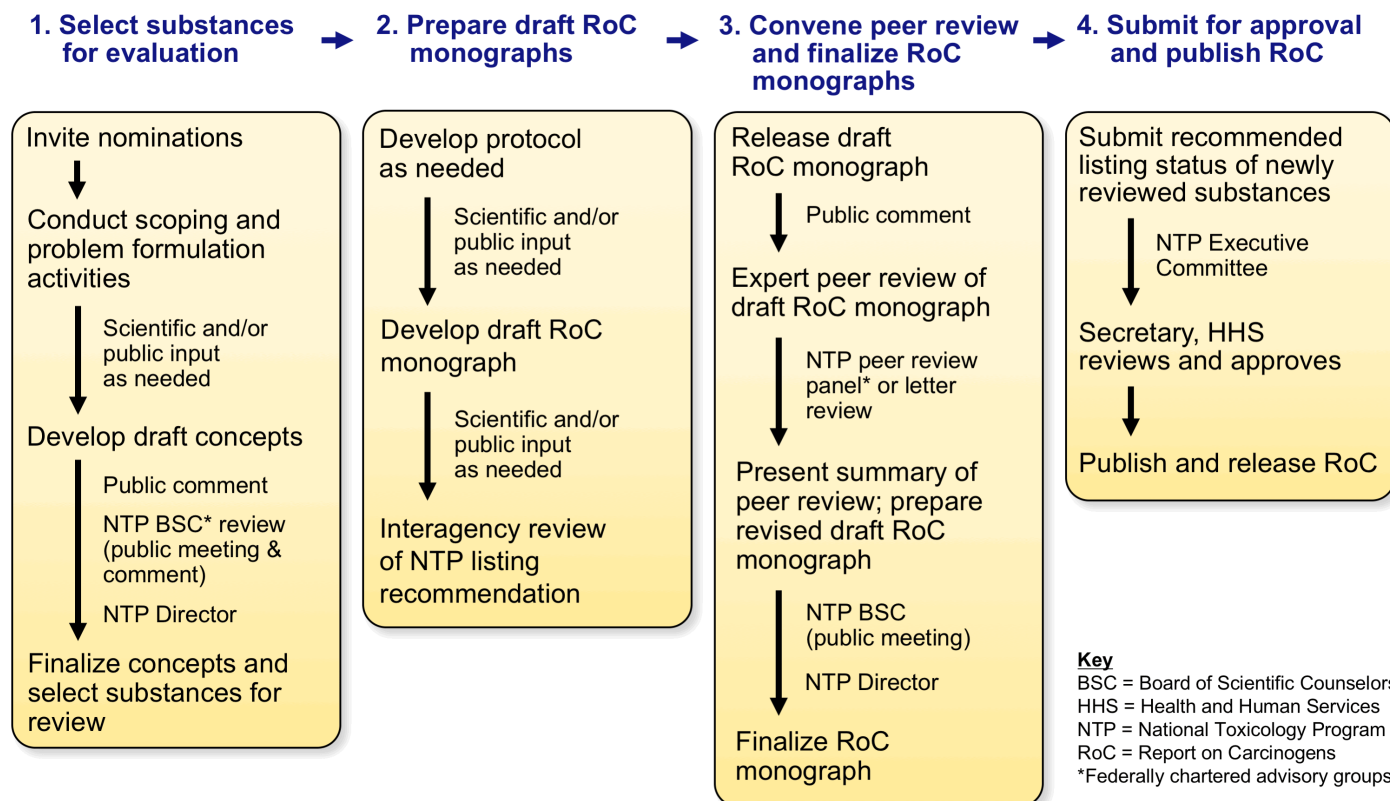 1. Select substances
for evaluation
2. Prepare draft RoC
monographs
3. Convene peer review
and finalize RoC
monographs
4. Submit for approval
and publish RoC
Invite nominations
Conduct scoping and
problem formulation
activities
Scientific and/or
public input
as needed
Develop draft concepts
Public comment
NTP BSC* review
(public meeting &
comment)
NTP Director
Finalize concepts and
select substances for
review
Develop protocol
as needed
Scientific and/or
public input
as needed
Develop draft RoC
monograph
Scientific and/or
public input
as needed
Interagency review
of NTP listing
recommendation
Release draft
RoC monograph
Public comment
Expert peer review of
draft RoC monograph
NTP peer review
panel* or letter
review
Present summary of
peer review; prepare
revised draft RoC
monograph
NTP BSC
(public meeting)
NTP Director
Finalize RoC
monograph
Submit recommended
listing status of newly
reviewed substances
NTP Executive
Committee
Secretary, HHS
reviews and approves
Publish and release RoC
Key
BSC = Board of Scientific Counselors
HHS = Health and Human Services
NTP = National Toxicology Program
RoC = Report on Carcinogens
*Federally chartered advisory groups